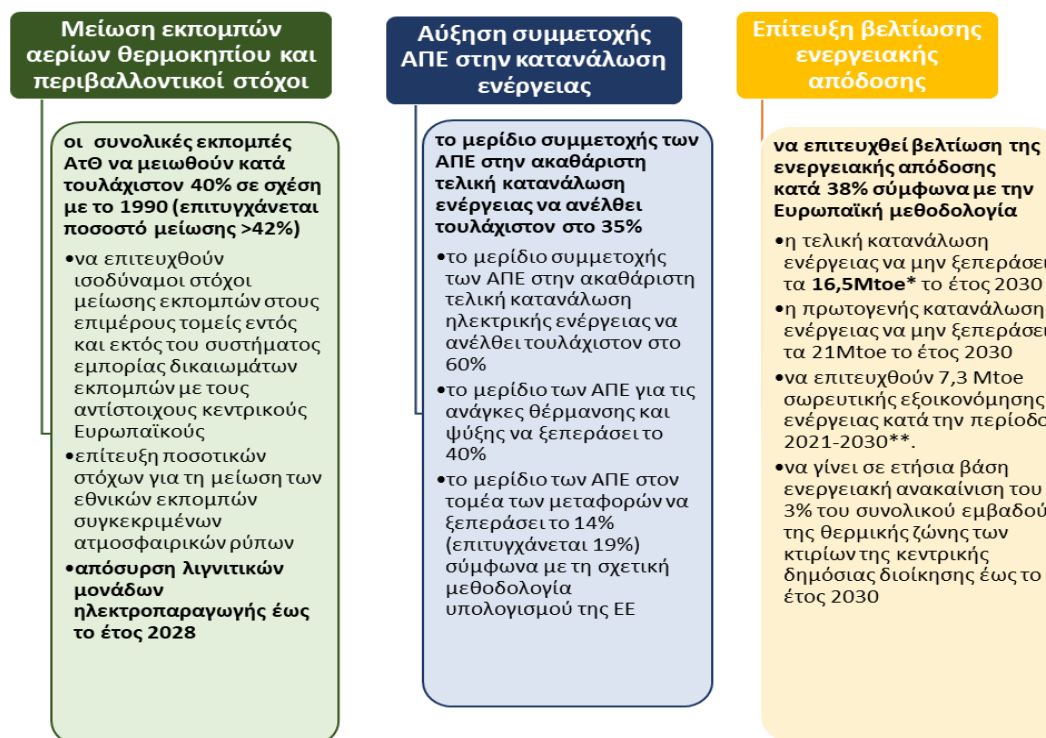 Μείωση εκπομπών
αερίων θερμοκηπίου και
περιβαλλοντικοί στόχοι
οι συνολικές εκπομπές
ΑτΘ να μειωθούν κατά
τουλάχιστον 40% σε σχέση
με το 1990 (επιτυγχάνεται
ποσοστό μείωσης >42%)
•να επιτευχθούν
ισοδύναμοι στόχοι
μείωσης εκπομπών στους
επιμέρους τομείς εντός
και εκτός του συστήματος
εμπορίας δικαιωμάτων
εκπομπών με τους
αντίστοιχους κεντρικούς
Ευρωπαϊκούς
•επίτευξη ποσοτικών
στόχων για τη μείωση των
εθνικών εκπομπών
συγκεκριμένων
ατμοσφαιρικών ρύπων
•απόσυρση λιγνιτικών
μονάδων
ηλεκτροπαραγωγής έως
το έτος 2028
Αύξηση συμμετοχής
ΑΠΕ στην κατανάλωση
ενέργειας
το μερίδιο συμμετοχής των
ΑΠΕ στην ακαθάριστη
τελική κατανάλωση
ενέργειας να ανέλθει
τουλάχιστον στο 35%
•το μερίδιο συμμετοχής
των ΑΠΕ στην ακαθάριστη
τελική κατανάλωση
ηλεκτρικής ενέργειας να
ανέλθει τουλάχιστον στο
60%
•το μερίδιο των ΑΠΕ για τις
ανάγκες θέρμανσης και
ψύξης να ξεπεράσει το
40%
•το μερίδιο των ΑΠΕ στον
τομέα των μεταφορών να
ξεπεράσει το 14%
(επιτυγχάνεται 19%)
σύμφωνα με τη σχετική
μεθοδολογία
υπολογισμού της ΕΕ
Επίτευξη βελτίωσης
ενεργειακής
απόδοσης
να επιτευχθεί βελτίωση της
ενεργειακής απόδοσης
κατά 38% σύμφωνα με την
Ευρωπαϊκή μεθοδολογία
•η τελική κατανάλωση
ενέργειας να μην ξεπεράσει
τα 16,5Mtoe* το έτος 2030
•η πρωτογενής κατανάλωση
ενέργειας να μην ξεπεράσει
τα 21Mtoe το έτος 2030
•να επιτευχθούν 7,3 Mtoe
σωρευτικής εξοικονόμησης
ενέργειας κατά την περίοδο
2021-2030**.
•να γίνει σε ετήσια βάση
ενεργειακή ανακαίνιση του
3% του συνολικού εμβαδού
της θερμικής ζώνης των
κτιρίων της κεντρικής
δημόσιας διοίκησης έως το
έτος 2030